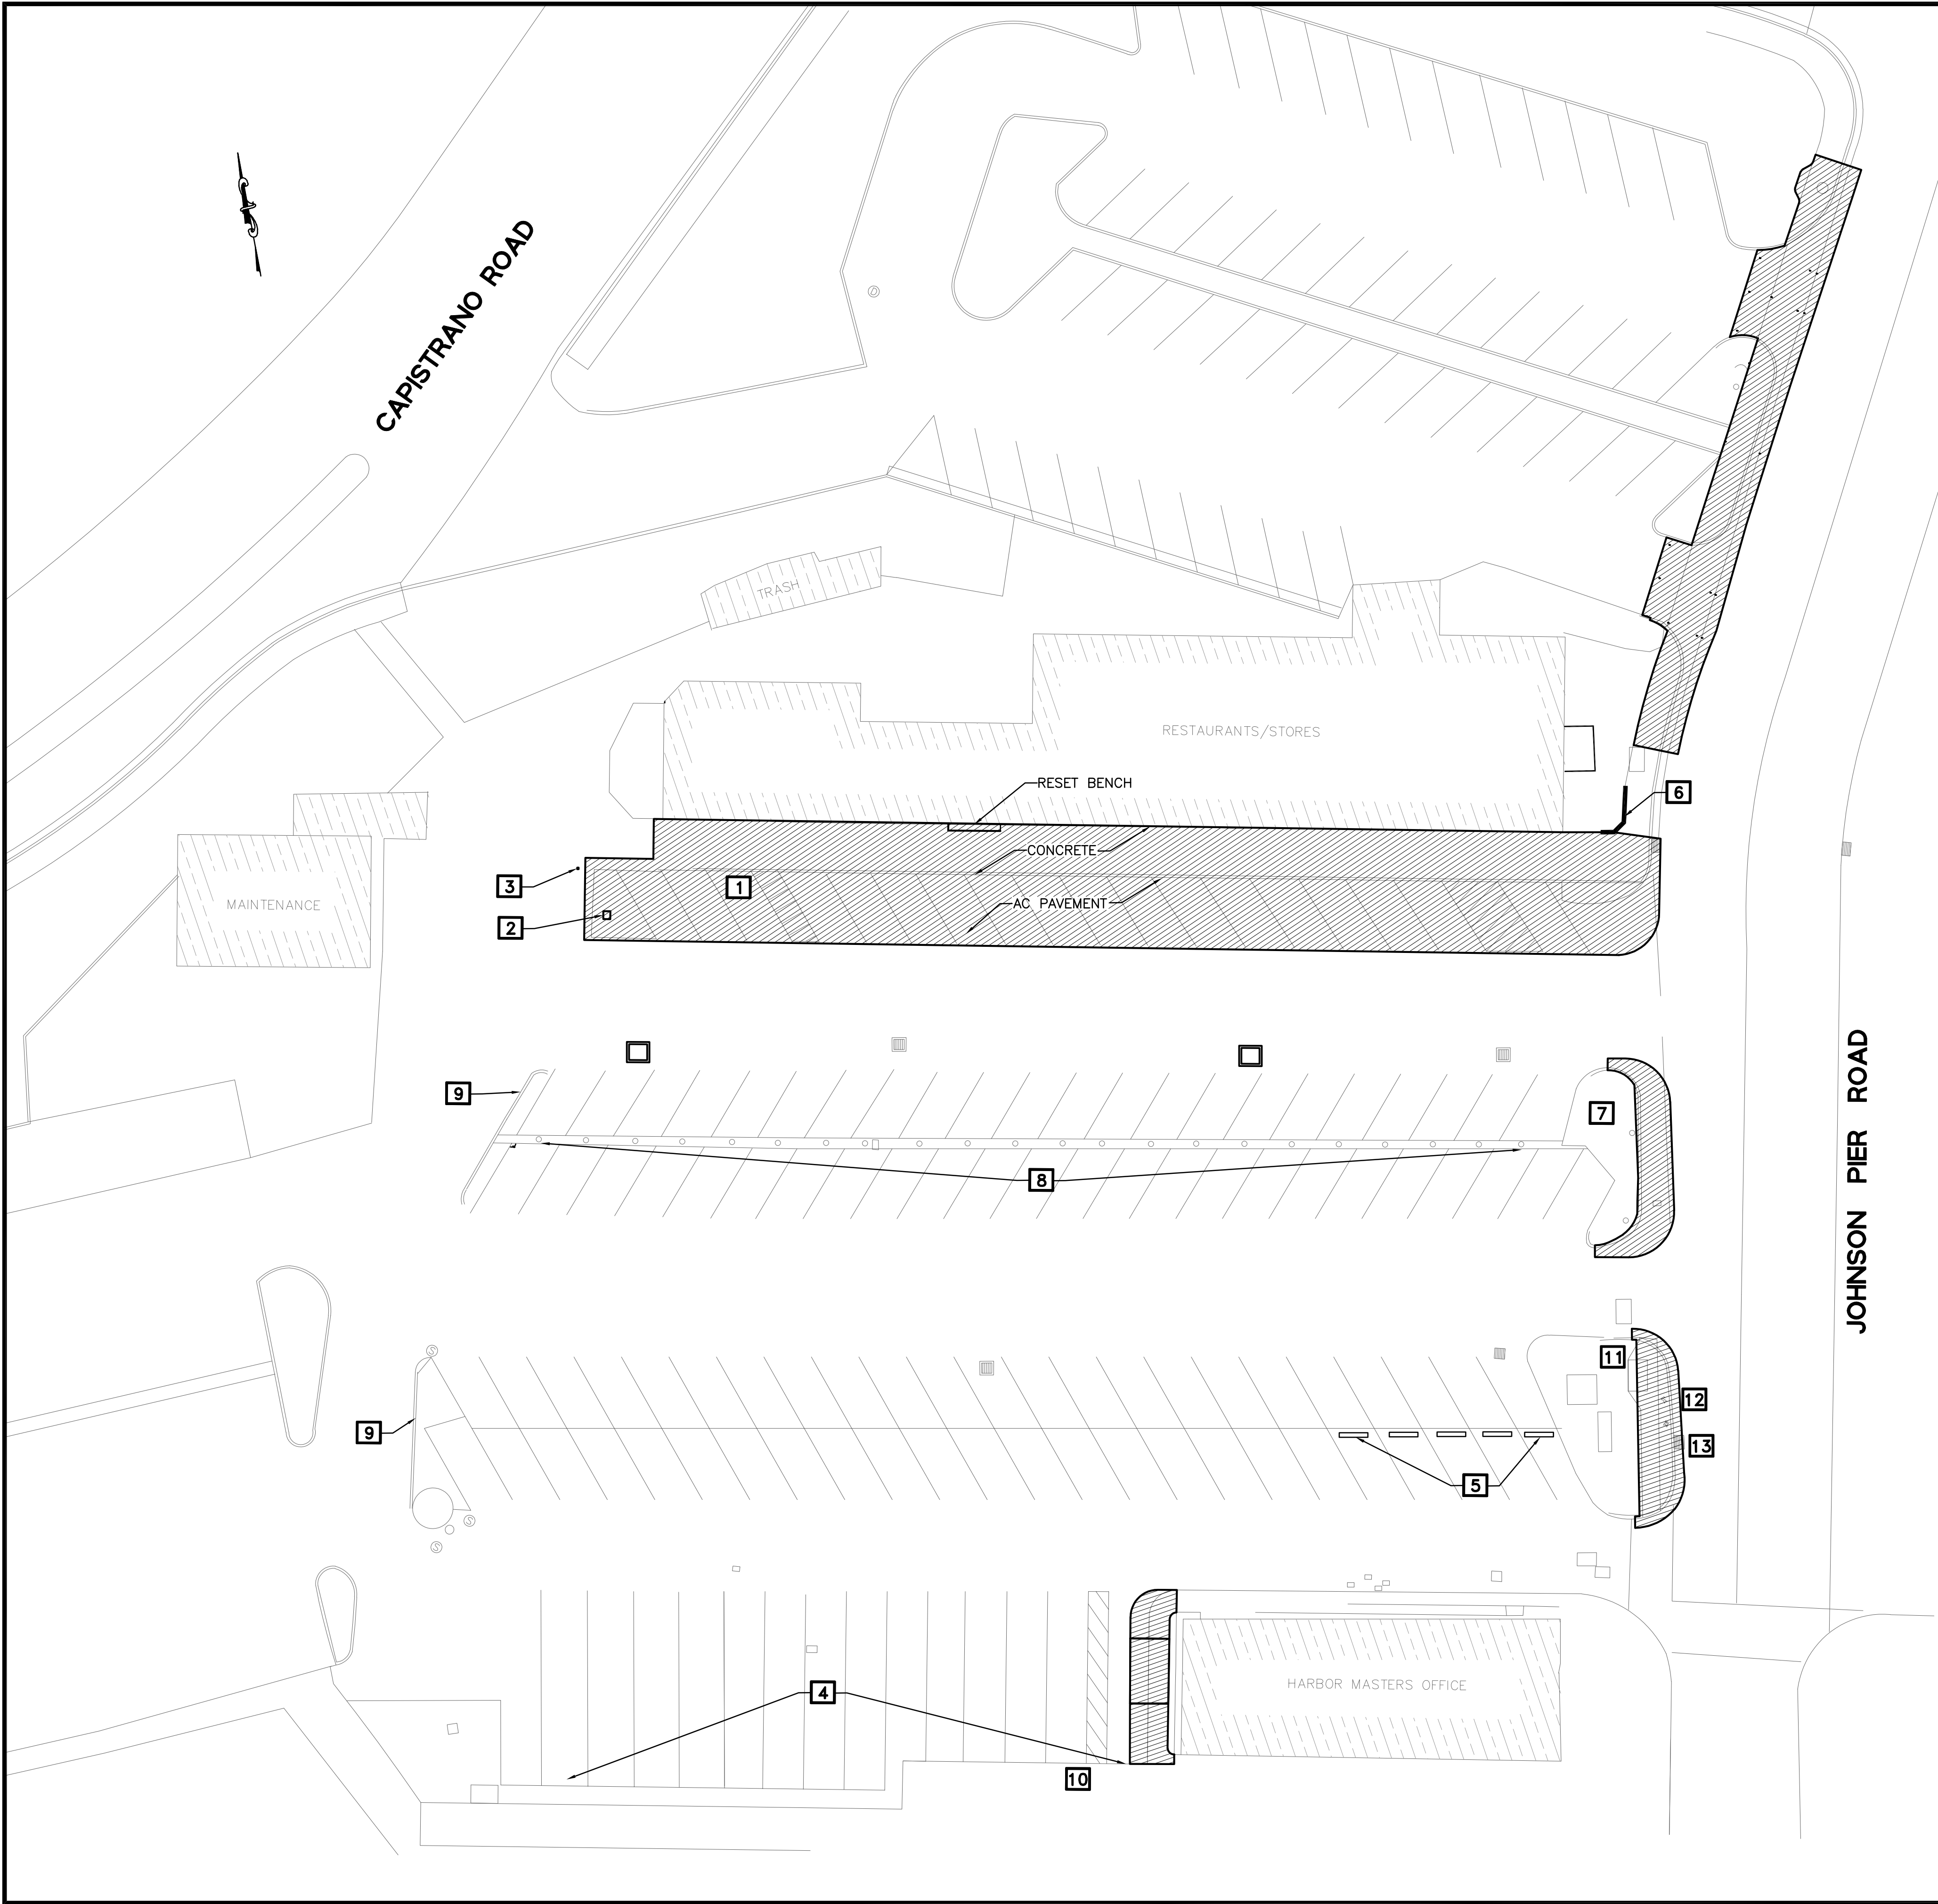 CAPISTRANO ROAD
D
TRASH
RESTAURANTS/STORES
RESET BENCH
6
CONCRETE
3
1
MAINTENANCE
AC PAVEMENT
2
JOHNSON PIER ROAD
9
7
8
S
11
12
9
13
5
S
S
4
HARBOR MASTERS OFFICE
10